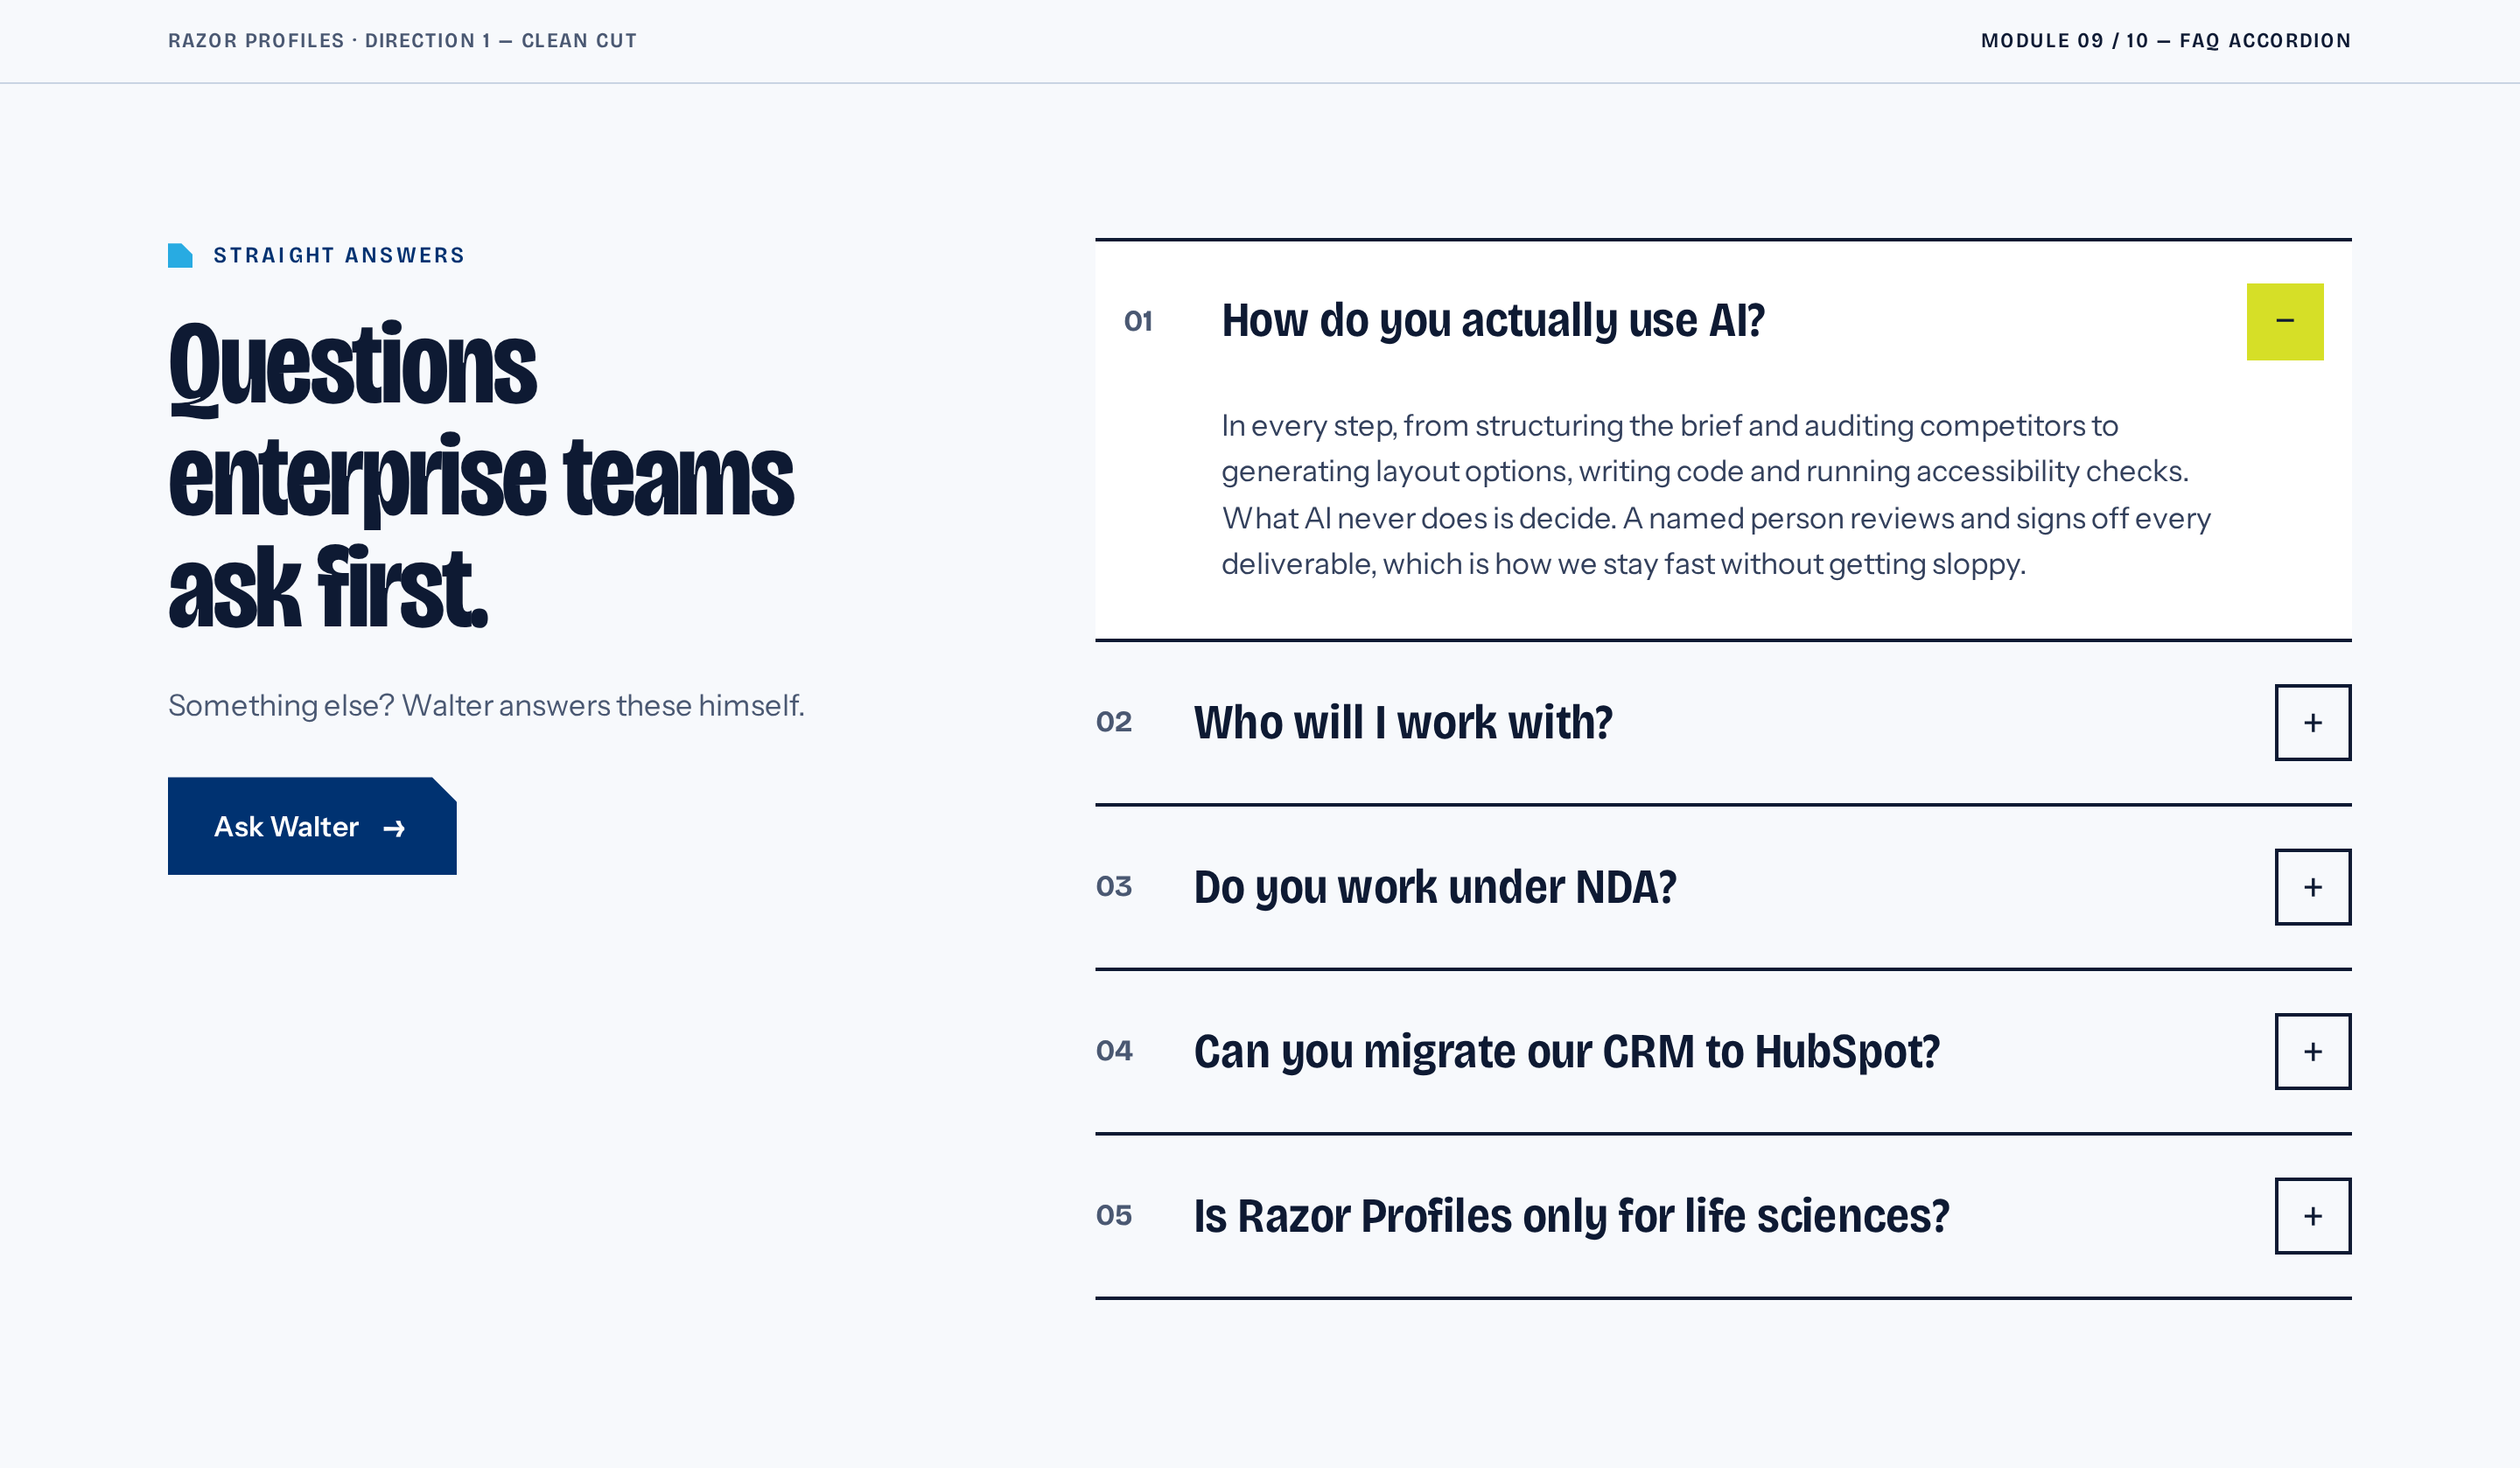 RAZOR PROFILES · DIRECTION 1 — CLEAN CUT
MODULE 09 / 10 — FAQ ACCORDION
STRAIGHT ANSWERS
Questions
enterprise teams
ask first.
Something else? Walter answers these himself.
Ask Walter →
01 How do you actually use AI? −
In every step, from structuring the brief and auditing competitors to
generating layout options, writing code and running accessibility checks.
What AI never does is decide. A named person reviews and signs off every
deliverable, which is how we stay fast without getting sloppy.
02 Who will I work with? +
03 Do you work under NDA? +
04 Can you migrate our CRM to HubSpot? +
05 Is Razor Profiles only for life sciences? +